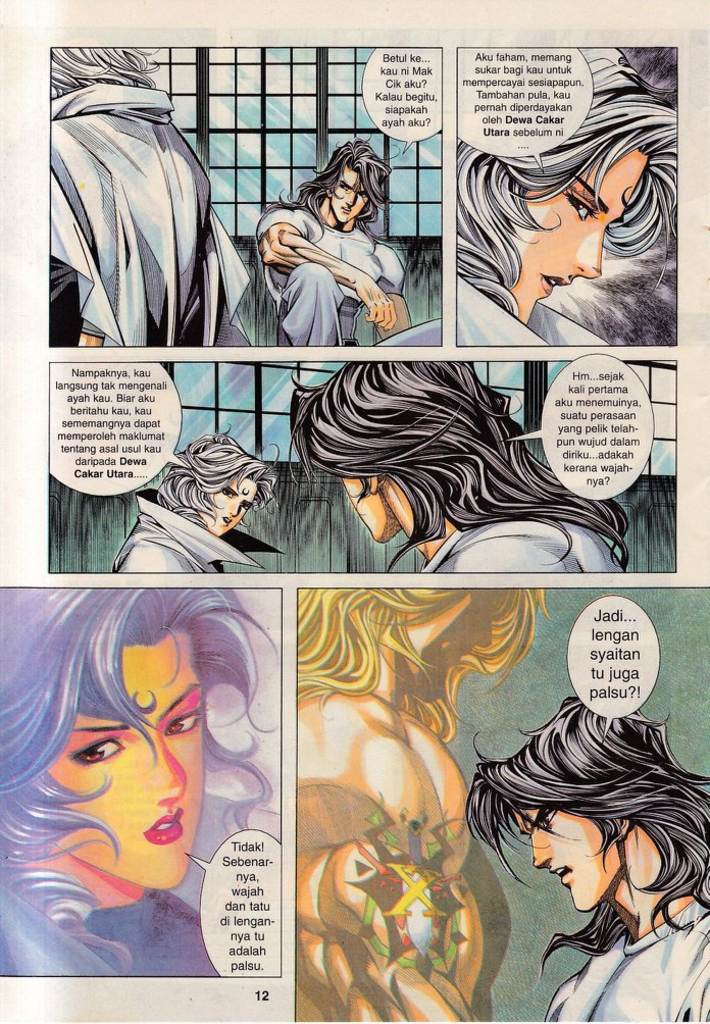 Betul ke...
kau ni Mak
Cik aku?
Kalau begitu,
siapakah
ayah aku?
Aku faham, memang
sukar bagi kau untuk
mempercayai sesiapapun.
Tambahan pula, kau
pernah diperdayakan
oleh Dewa Cakar
Utara sebelum ni
....
Nampaknya, kau
langsung tak mengenali
ayah kau. Biar aku
beritahu kau, kau
sememangnya dapat
memperoleh maklumat
tentang asal usul kau
daripada Dewa
Cakar Utara.....
Hm...sejak
kali pertama
aku menemuinya,
suatu perasaan
yang pelik telah-
pun wujud dalam
diriku...adakah
kerana wajah-
nya?
Tidak!
Sebenar-
nya,
wajah
dan tatu
di lengan-
nya tu
adalah
palsu.
Jadi...
lengan
syaitan
tu juga
palsu?!
X
12